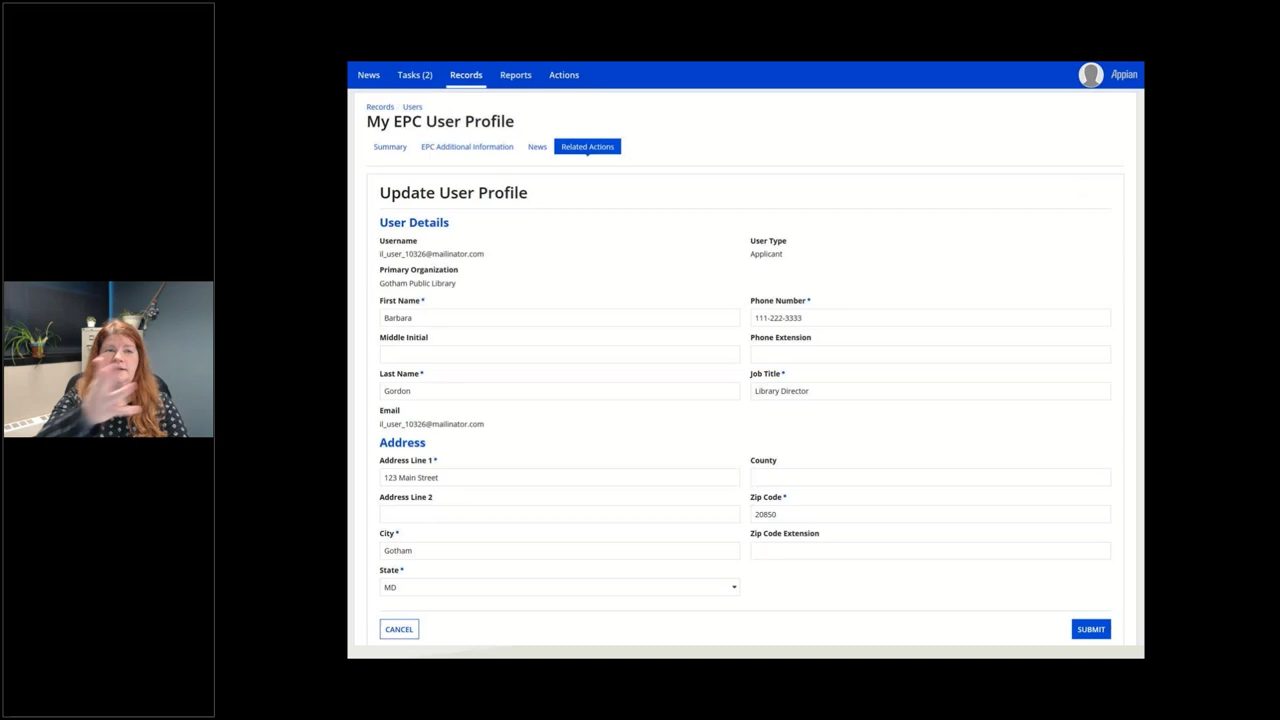 News Tasks (2) Records Reports Actions Appian
Records Users
My EPC User Profile
Summary EPC Additional Information News Related Actions
Update User Profile
User Details
Username User Type
il_user_10326@mailinator.com Applicant
Primary Organization
Gotham Public Library
First Name * Phone Number *
Barbara 111-222-3333
Middle Initial Phone Extension
Last Name * Job Title *
Gordon Library Director
Email
il_user_10326@mailinator.com
Address
Address Line 1 * County
123 Main Street
Address Line 2 Zip Code *
20850
City * Zip Code Extension
Gotham
State *
MD
CANCEL SUBMIT